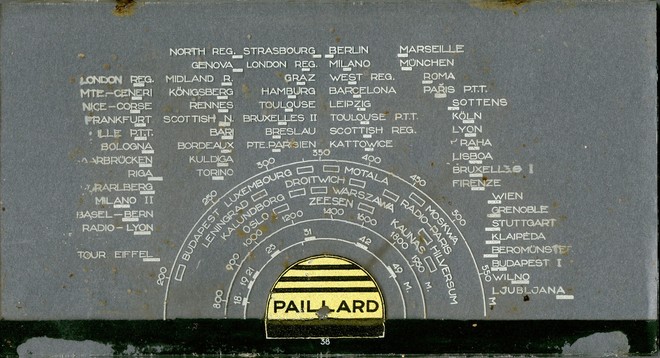 NORTH REG. STRASBOURG BERLIN MARSEILLE
GENOVA LONDON REG. MILANO MÜNCHEN
LONDON REG. MIDLAND R. GRAZ WEST REG. ROMA
MTE-CENERI KÖNIGSBERG HAMBURG BARCELONA PARIS P.T.T.
NICE-CORSE RENNES TOULOUSE LEIPZIG SOTTENS
FRANKFURT SCOTTISH N. BRUXELLES II TOULOUSE P.T.T. KÖLN
P.T.T. BARI BRESLAU SCOTTISH REG. LYON
BOLOGNA BORDEAUX PTE.PARISIEN KATTOWICE PRAHA
KULDIGA LISBOA
RIGA TORINO BRUXELLES I
FIRENZE
MILANO II WIEN
BASEL-BERN GRENOBLE
RADIO-LYON STUTTGART
KLAIPÉDA
BEROMÜNSTER
TOUR EIFFEL BUDAPEST I
WILNO
LJUBLJANA
200 250 300 350 400 450 500 550
BUDAPEST LUXEMBOURG MOTALA MOSKWA
LENINGRAD DROITWICH RADIO-PARIS HILVERSUM
KALUNDBORG WARSZAWA KAUNAS
OSLO ZEESEN
800 900 1000 1200 1400 1600 1800 1950 M.
18 19 21 25 31 42 49 M.
PAILLARD
38